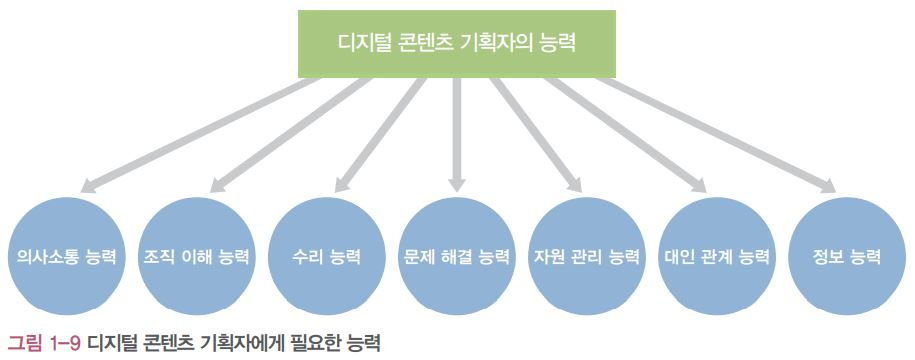 디지털 콘텐츠 기획자의 능력
의사소통 능력
조직 이해 능력
수리 능력
문제 해결 능력
자원 관리 능력
대인 관계 능력
정보 능력
그림 1-9 디지털 콘텐츠 기획자에게 필요한 능력